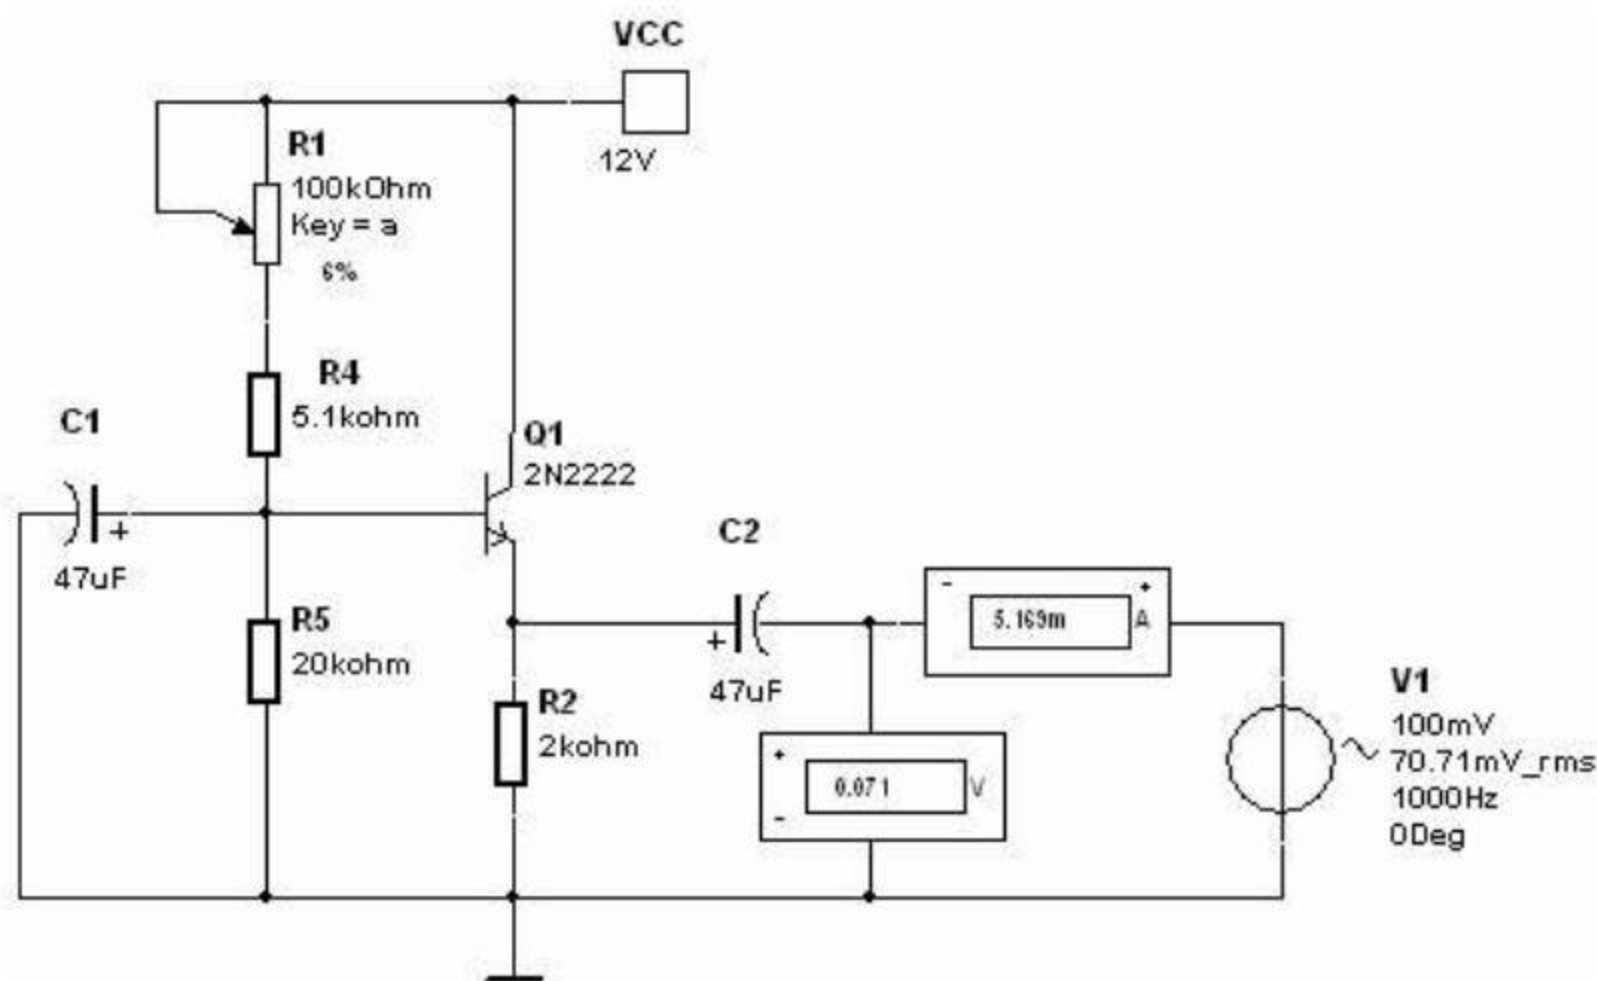 VCC
12V
R1
100kOhm
Key = a
6%
R4
5.1kohm
C1
+
47uF
Q1
2N2222
C2
+
47uF
- +
5.169m A
R5
20kohm
R2
2kohm
+
0.071 V
-
V1
100mV
70.71mV_rms
1000Hz
0Deg